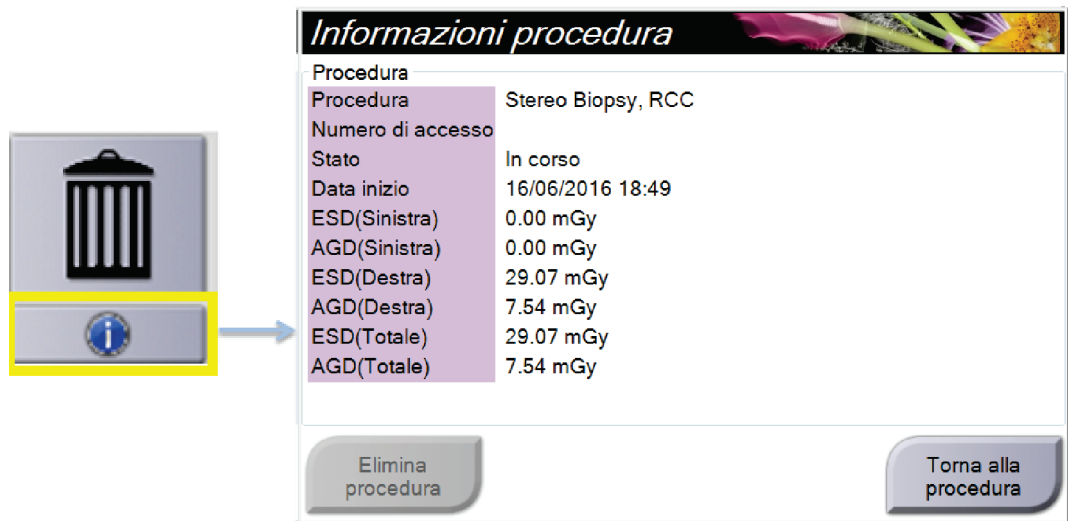 Informazioni procedura
Procedura
Procedura Stereo Biopsy, RCC
Numero di accesso
Stato In corso
Data inizio 16/06/2016 18:49
ESD(Sinistra) 0.00 mGy
AGD(Sinistra) 0.00 mGy
ESD(Destra) 29.07 mGy
AGD(Destra) 7.54 mGy
ESD(Totale) 29.07 mGy
AGD(Totale) 7.54 mGy
Elimina
procedura
Torna alla
procedura